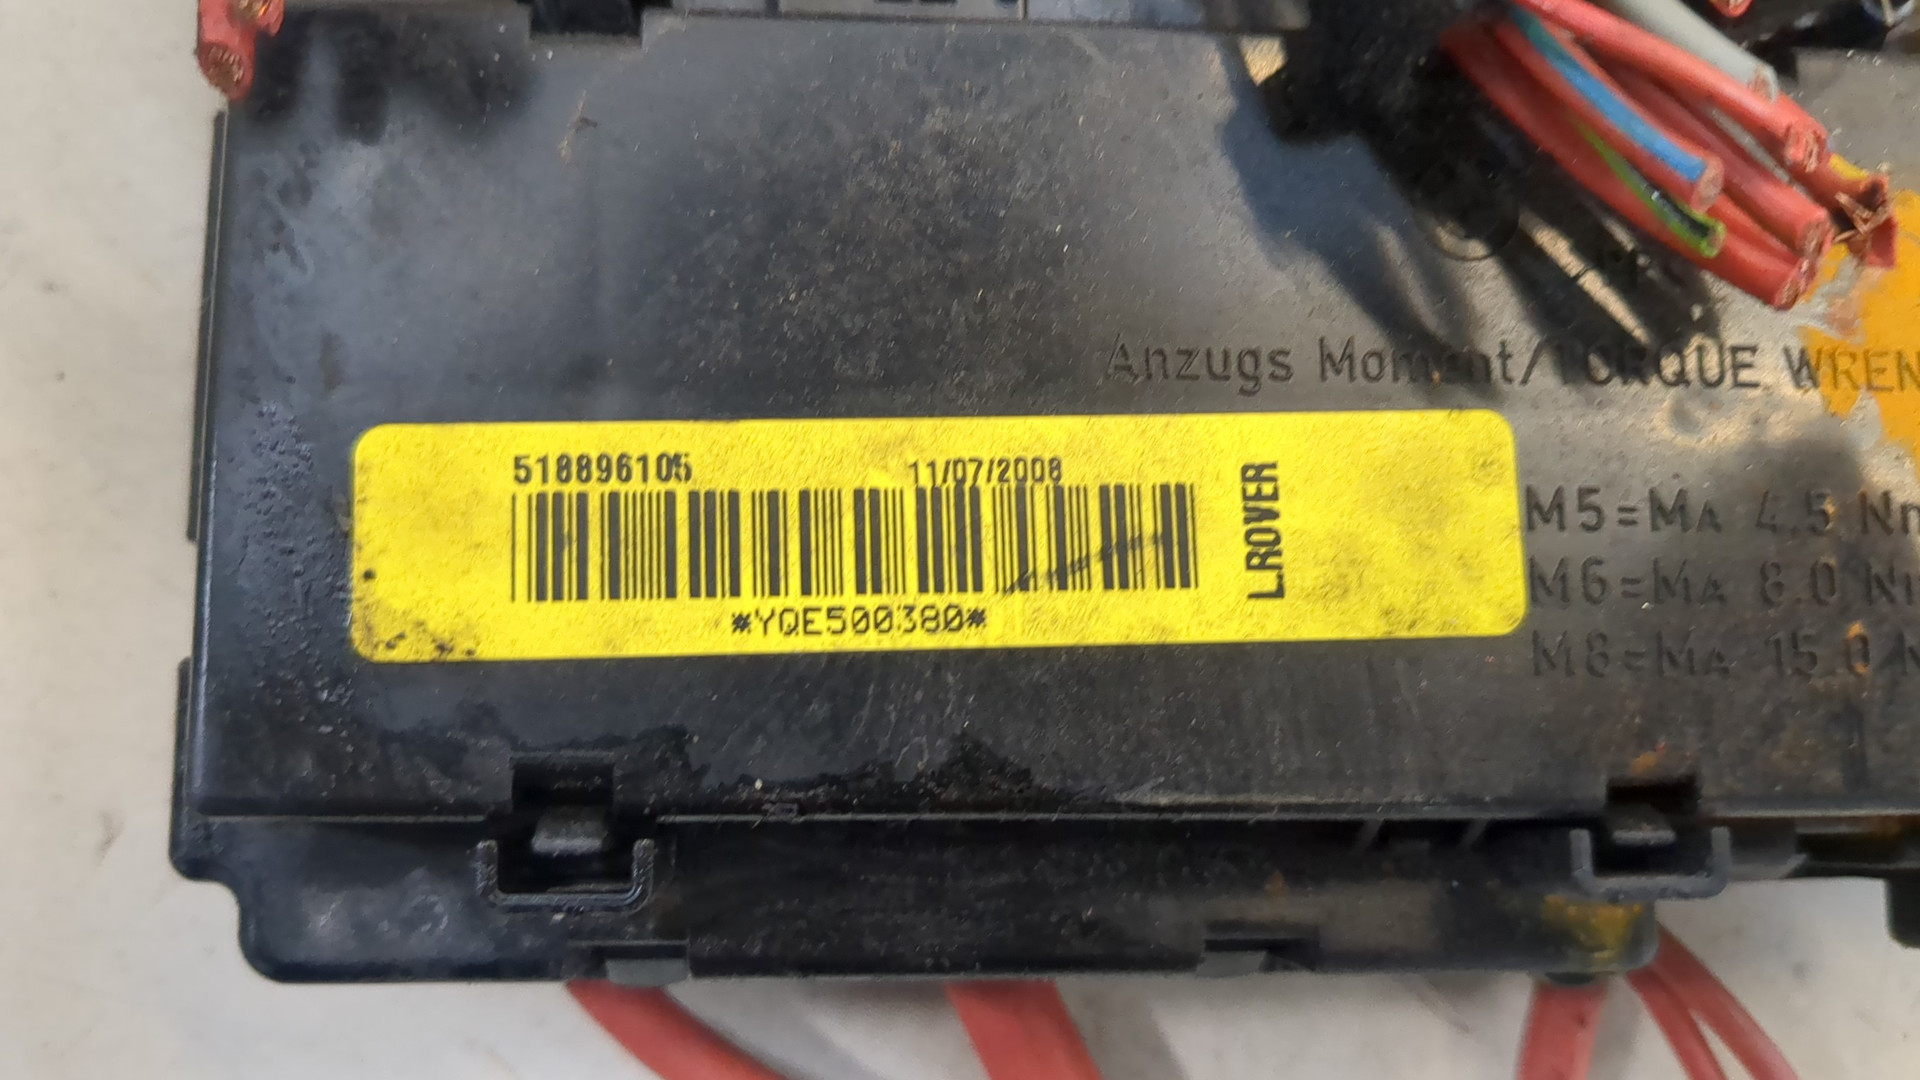 Anzugs Moment/TORQUE WREN
518896105 11/07/2008
LROVER
*YQE500380*
M5=MA 4.5 Nm
M6=MA 8.0 N
M8=MA 15.0 N